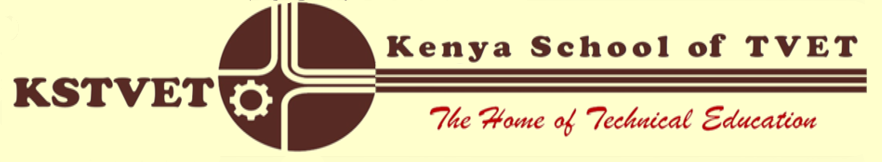 KSTVET
Kenya School of TVET
The Home of Technical Education